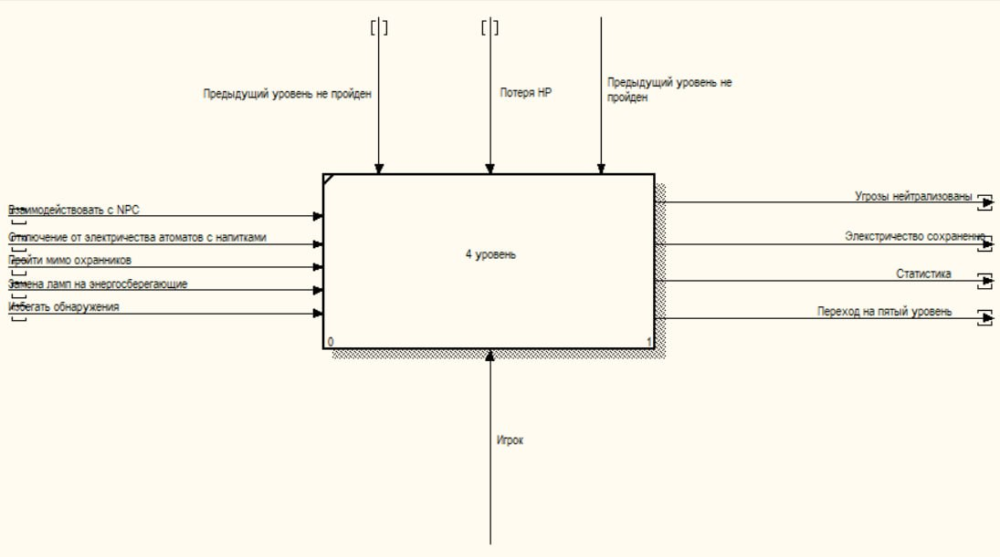 Предыдущий уровень не пройден
Потеря HP
Предыдущий уровень не
пройден
Взаимодействовать с NPC
Отключение от электричества атоматов с напитками
Пройти мимо охранников
Замена ламп на энергосберегающие
Избегать обнаружения
4 уровень
0
1
Угрозы нейтрализованы
Элекстричество сохраненно
Статистика
Переход на пятый уровень
Игрок